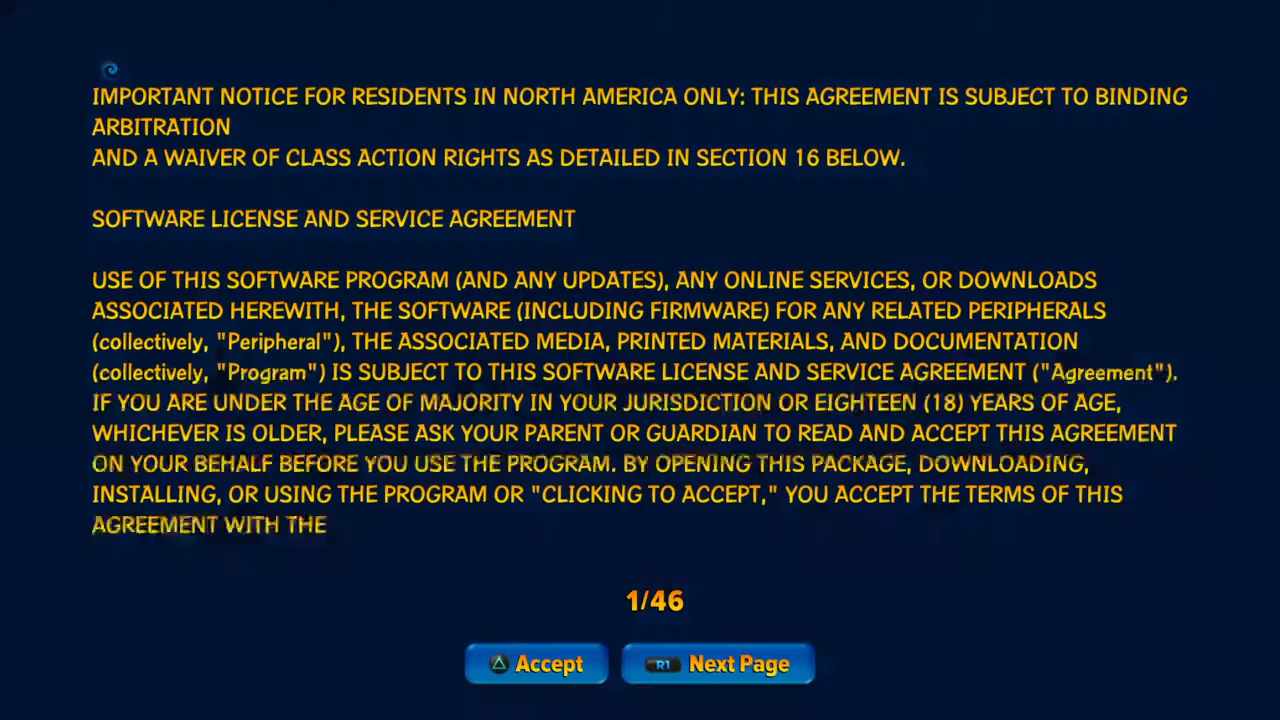 IMPORTANT NOTICE FOR RESIDENTS IN NORTH AMERICA ONLY: THIS AGREEMENT IS SUBJECT TO BINDING
ARBITRATION
AND A WAIVER OF CLASS ACTION RIGHTS AS DETAILED IN SECTION 16 BELOW.
SOFTWARE LICENSE AND SERVICE AGREEMENT
USE OF THIS SOFTWARE PROGRAM (AND ANY UPDATES), ANY ONLINE SERVICES, OR DOWNLOADS
ASSOCIATED HEREWITH, THE SOFTWARE (INCLUDING FIRMWARE) FOR ANY RELATED PERIPHERALS
(collectively, "Peripheral"), THE ASSOCIATED MEDIA, PRINTED MATERIALS, AND DOCUMENTATION
(collectively, "Program") IS SUBJECT TO THIS SOFTWARE LICENSE AND SERVICE AGREEMENT ("Agreement").
IF YOU ARE UNDER THE AGE OF MAJORITY IN YOUR JURISDICTION OR EIGHTEEN (18) YEARS OF AGE,
WHICHEVER IS OLDER, PLEASE ASK YOUR PARENT OR GUARDIAN TO READ AND ACCEPT THIS AGREEMENT
ON YOUR BEHALF BEFORE YOU USE THE PROGRAM. BY OPENING THIS PACKAGE, DOWNLOADING,
INSTALLING, OR USING THE PROGRAM OR "CLICKING TO ACCEPT," YOU ACCEPT THE TERMS OF THIS
AGREEMENT WITH THE
1/46
Accept
R1 Next Page